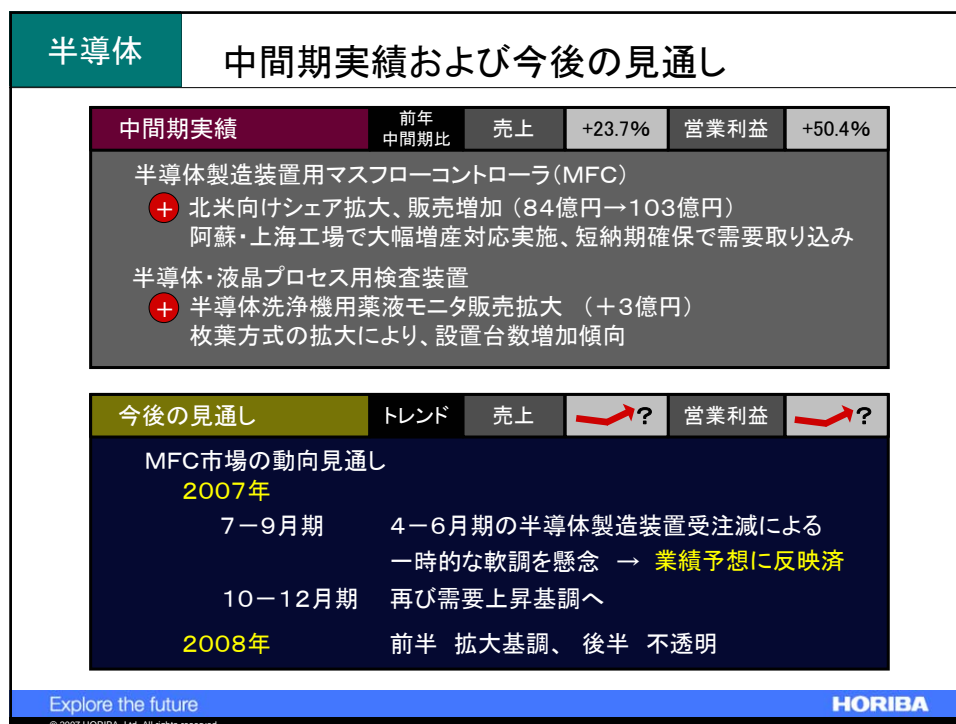 半導体
中間期実績および今後の見通し
中間期実績 前年中間期比 売上 +23.7% 営業利益 +50.4%
半導体製造装置用マスフローコントローラ（MFC）
+ 北米向けシェア拡大、販売増加（84億円→103億円）
阿蘇・上海工場で大幅増産対応実施、短納期確保で需要取り込み
半導体・液晶プロセス用検査装置
+ 半導体洗浄機用薬液モニタ販売拡大 （＋3億円）
枚葉方式の拡大により、設置台数増加傾向
今後の見通し トレンド 売上 ? 営業利益 ?
MFC市場の動向見通し
2007年
7－9月期 4－6月期の半導体製造装置受注減による
一時的な軟調を懸念 → 業績予想に反映済
10－12月期 再び需要上昇基調へ
2008年 前半 拡大基調、 後半 不透明
Explore the future HORIBA
© 2007 HORIBA, Ltd. All rights reserved.